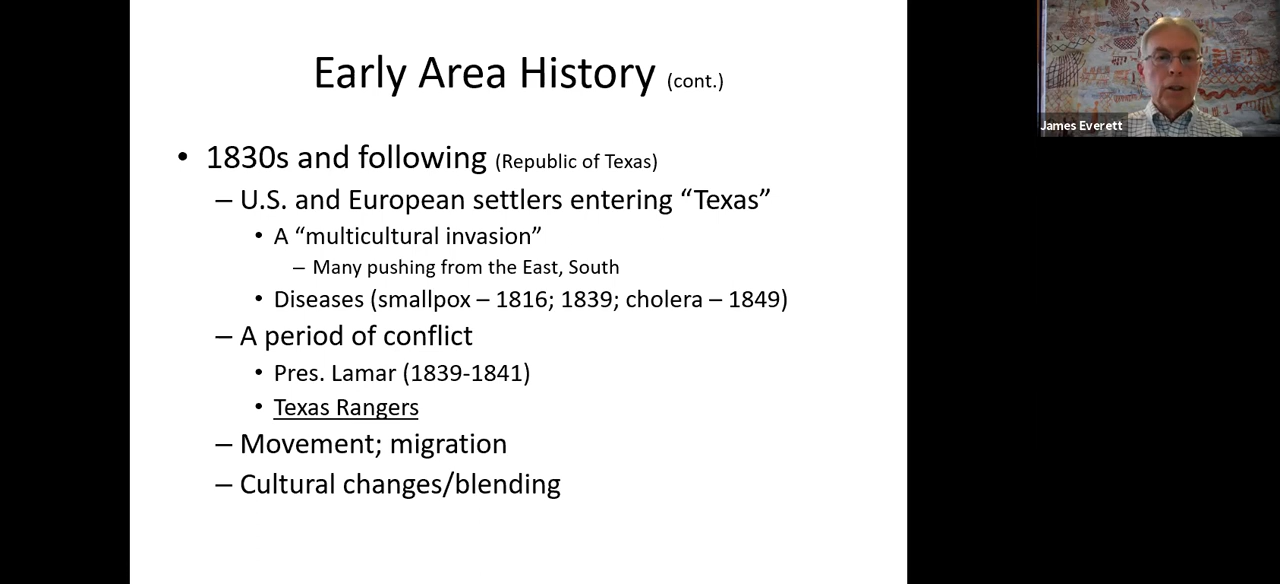 Early Area History (cont.)
• 1830s and following (Republic of Texas)
– U.S. and European settlers entering “Texas”
• A “multicultural invasion”
– Many pushing from the East, South
• Diseases (smallpox – 1816; 1839; cholera – 1849)
– A period of conflict
• Pres. Lamar (1839-1841)
• Texas Rangers
– Movement; migration
– Cultural changes/blending
James Everett